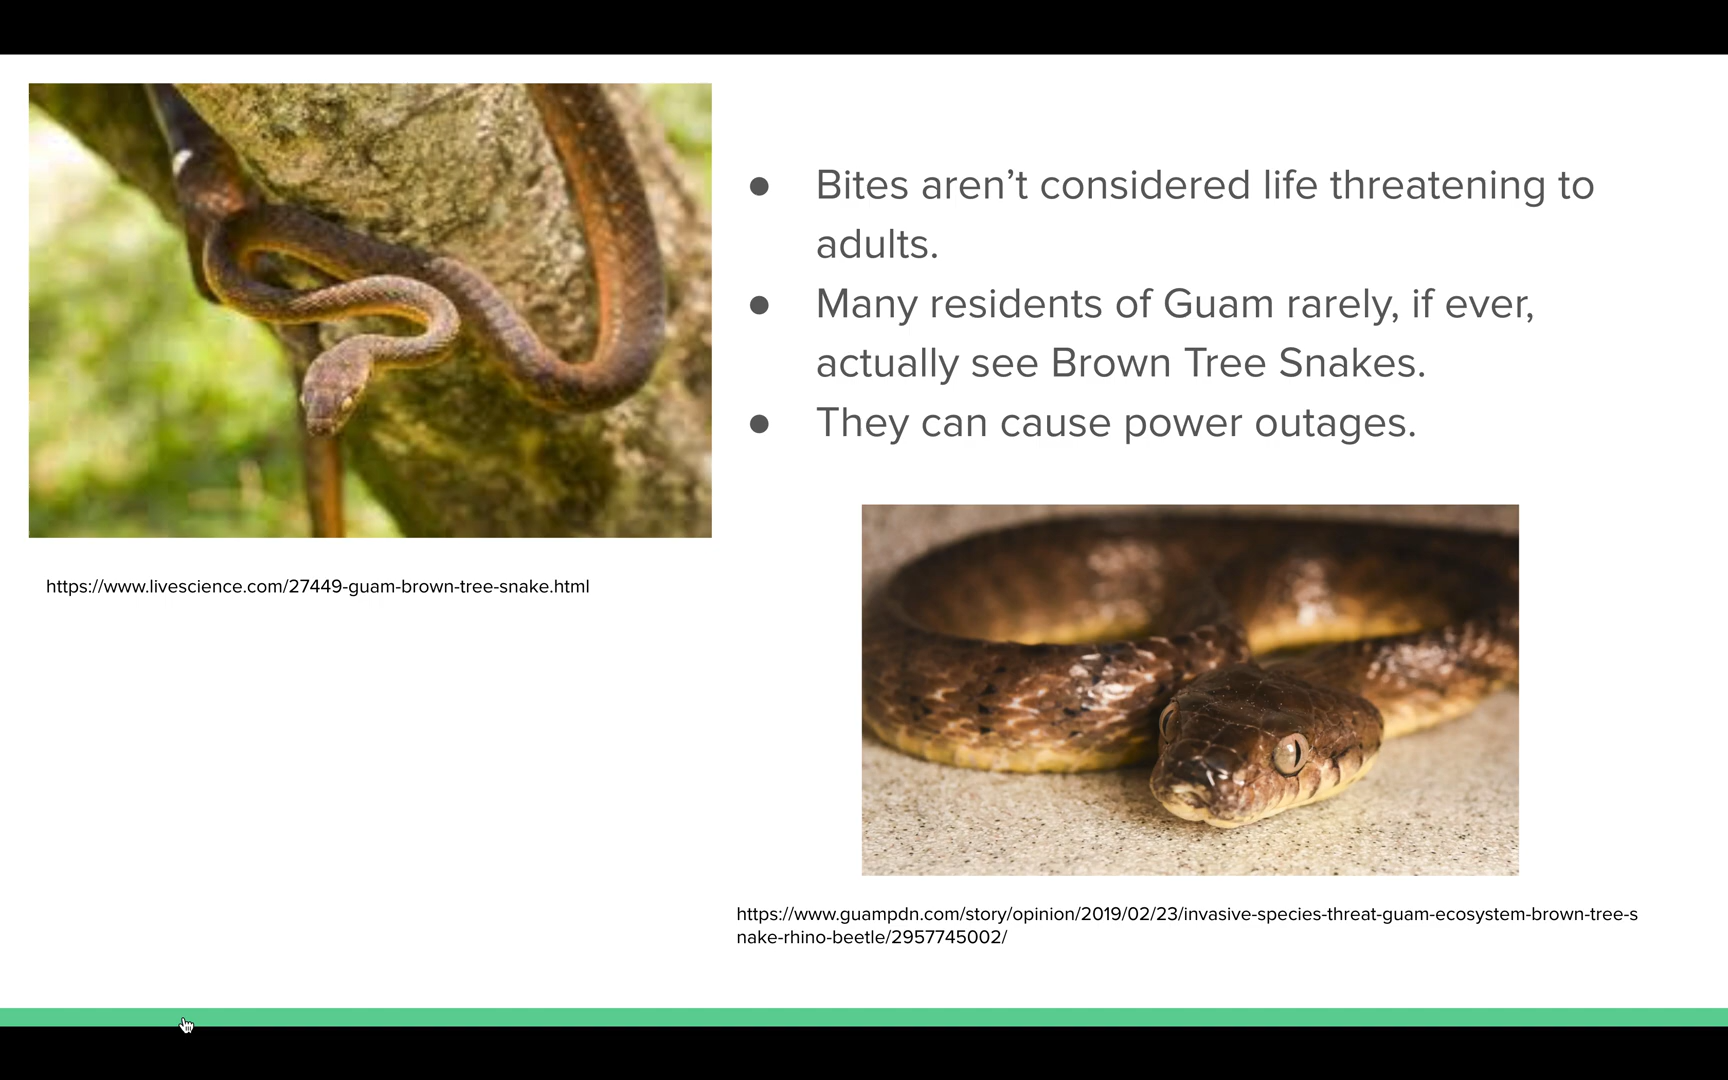 ● Bites aren’t considered life threatening to
adults.
● Many residents of Guam rarely, if ever,
actually see Brown Tree Snakes.
● They can cause power outages.
https://www.livescience.com/27449-guam-brown-tree-snake.html
https://www.guampdn.com/story/opinion/2019/02/23/invasive-species-threat-guam-ecosystem-brown-tree-s
nake-rhino-beetle/2957745002/